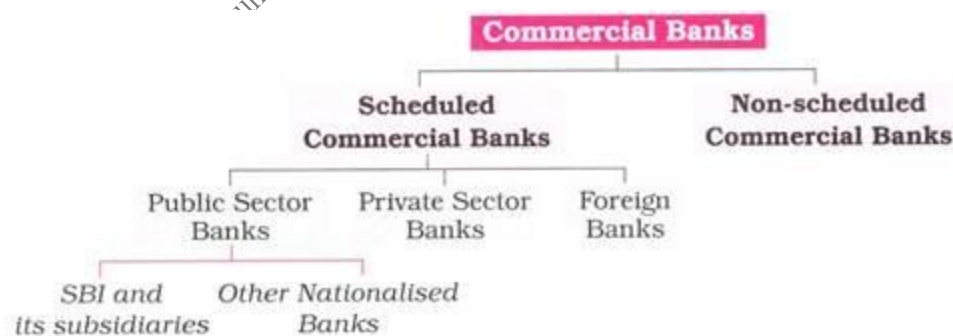 Commercial Banks
Scheduled
Commercial Banks
Non-scheduled
Commercial Banks
Public Sector
Banks
Private Sector
Banks
Foreign
Banks
SBI and
its subsidiaries
Other Nationalised
Banks